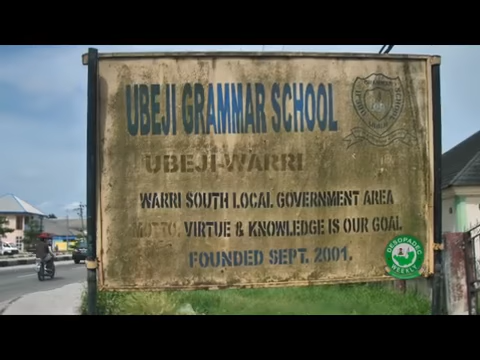 UBEJI GRAMMAR SCHOOL
UBEJI-WARRI
WARRI SOUTH LOCAL GOVERNMENT AREA
MOTTO. VIRTUE & KNOWLEDGE IS OUR GOAL
FOUNDED SEPT. 2001.
DESOPADEC
WEEKLY